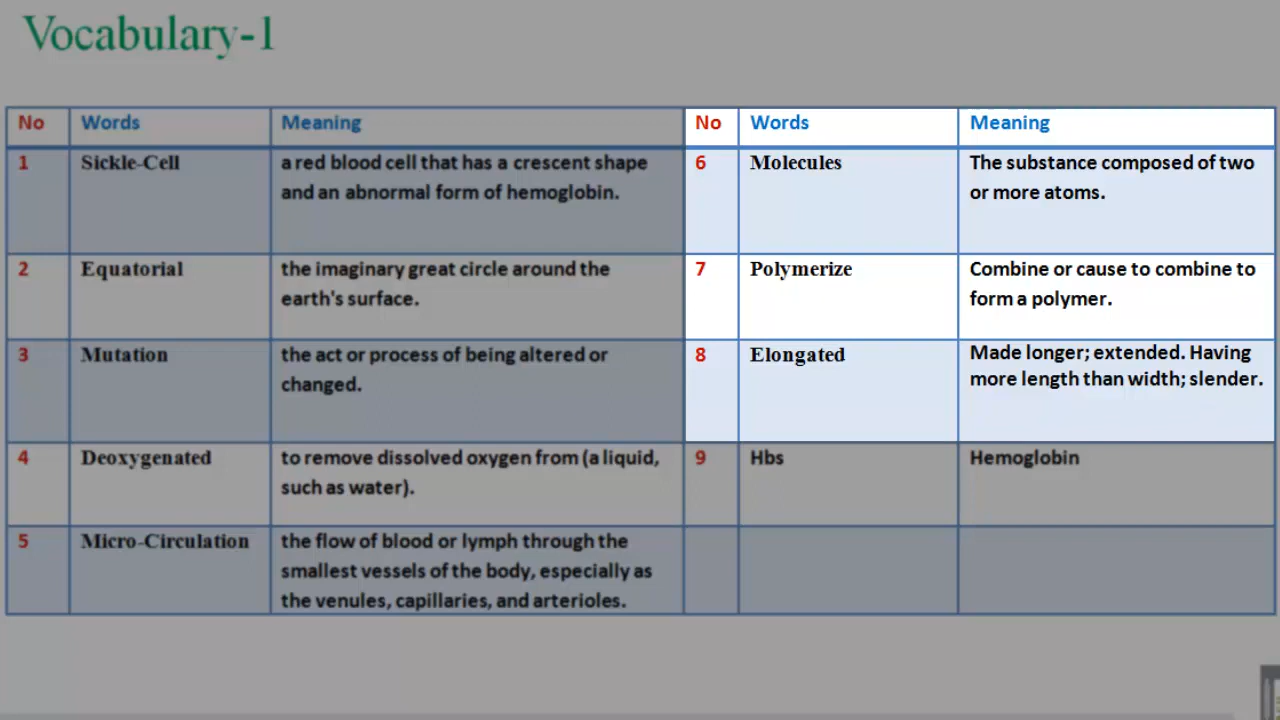 Vocabulary-1
No Words Meaning No Words Meaning
1 Sickle-Cell a red blood cell that has a crescent shape
and an abnormal form of hemoglobin.
6 Molecules The substance composed of two
or more atoms.
2 Equatorial the imaginary great circle around the
earth's surface.
7 Polymerize Combine or cause to combine to
form a polymer.
3 Mutation the act or process of being altered or
changed.
8 Elongated Made longer; extended. Having
more length than width; slender.
4 Deoxygenated to remove dissolved oxygen from (a liquid,
such as water).
9 Hbs Hemoglobin
5 Micro-Circulation the flow of blood or lymph through the
smallest vessels of the body, especially as
the venules, capillaries, and arterioles.